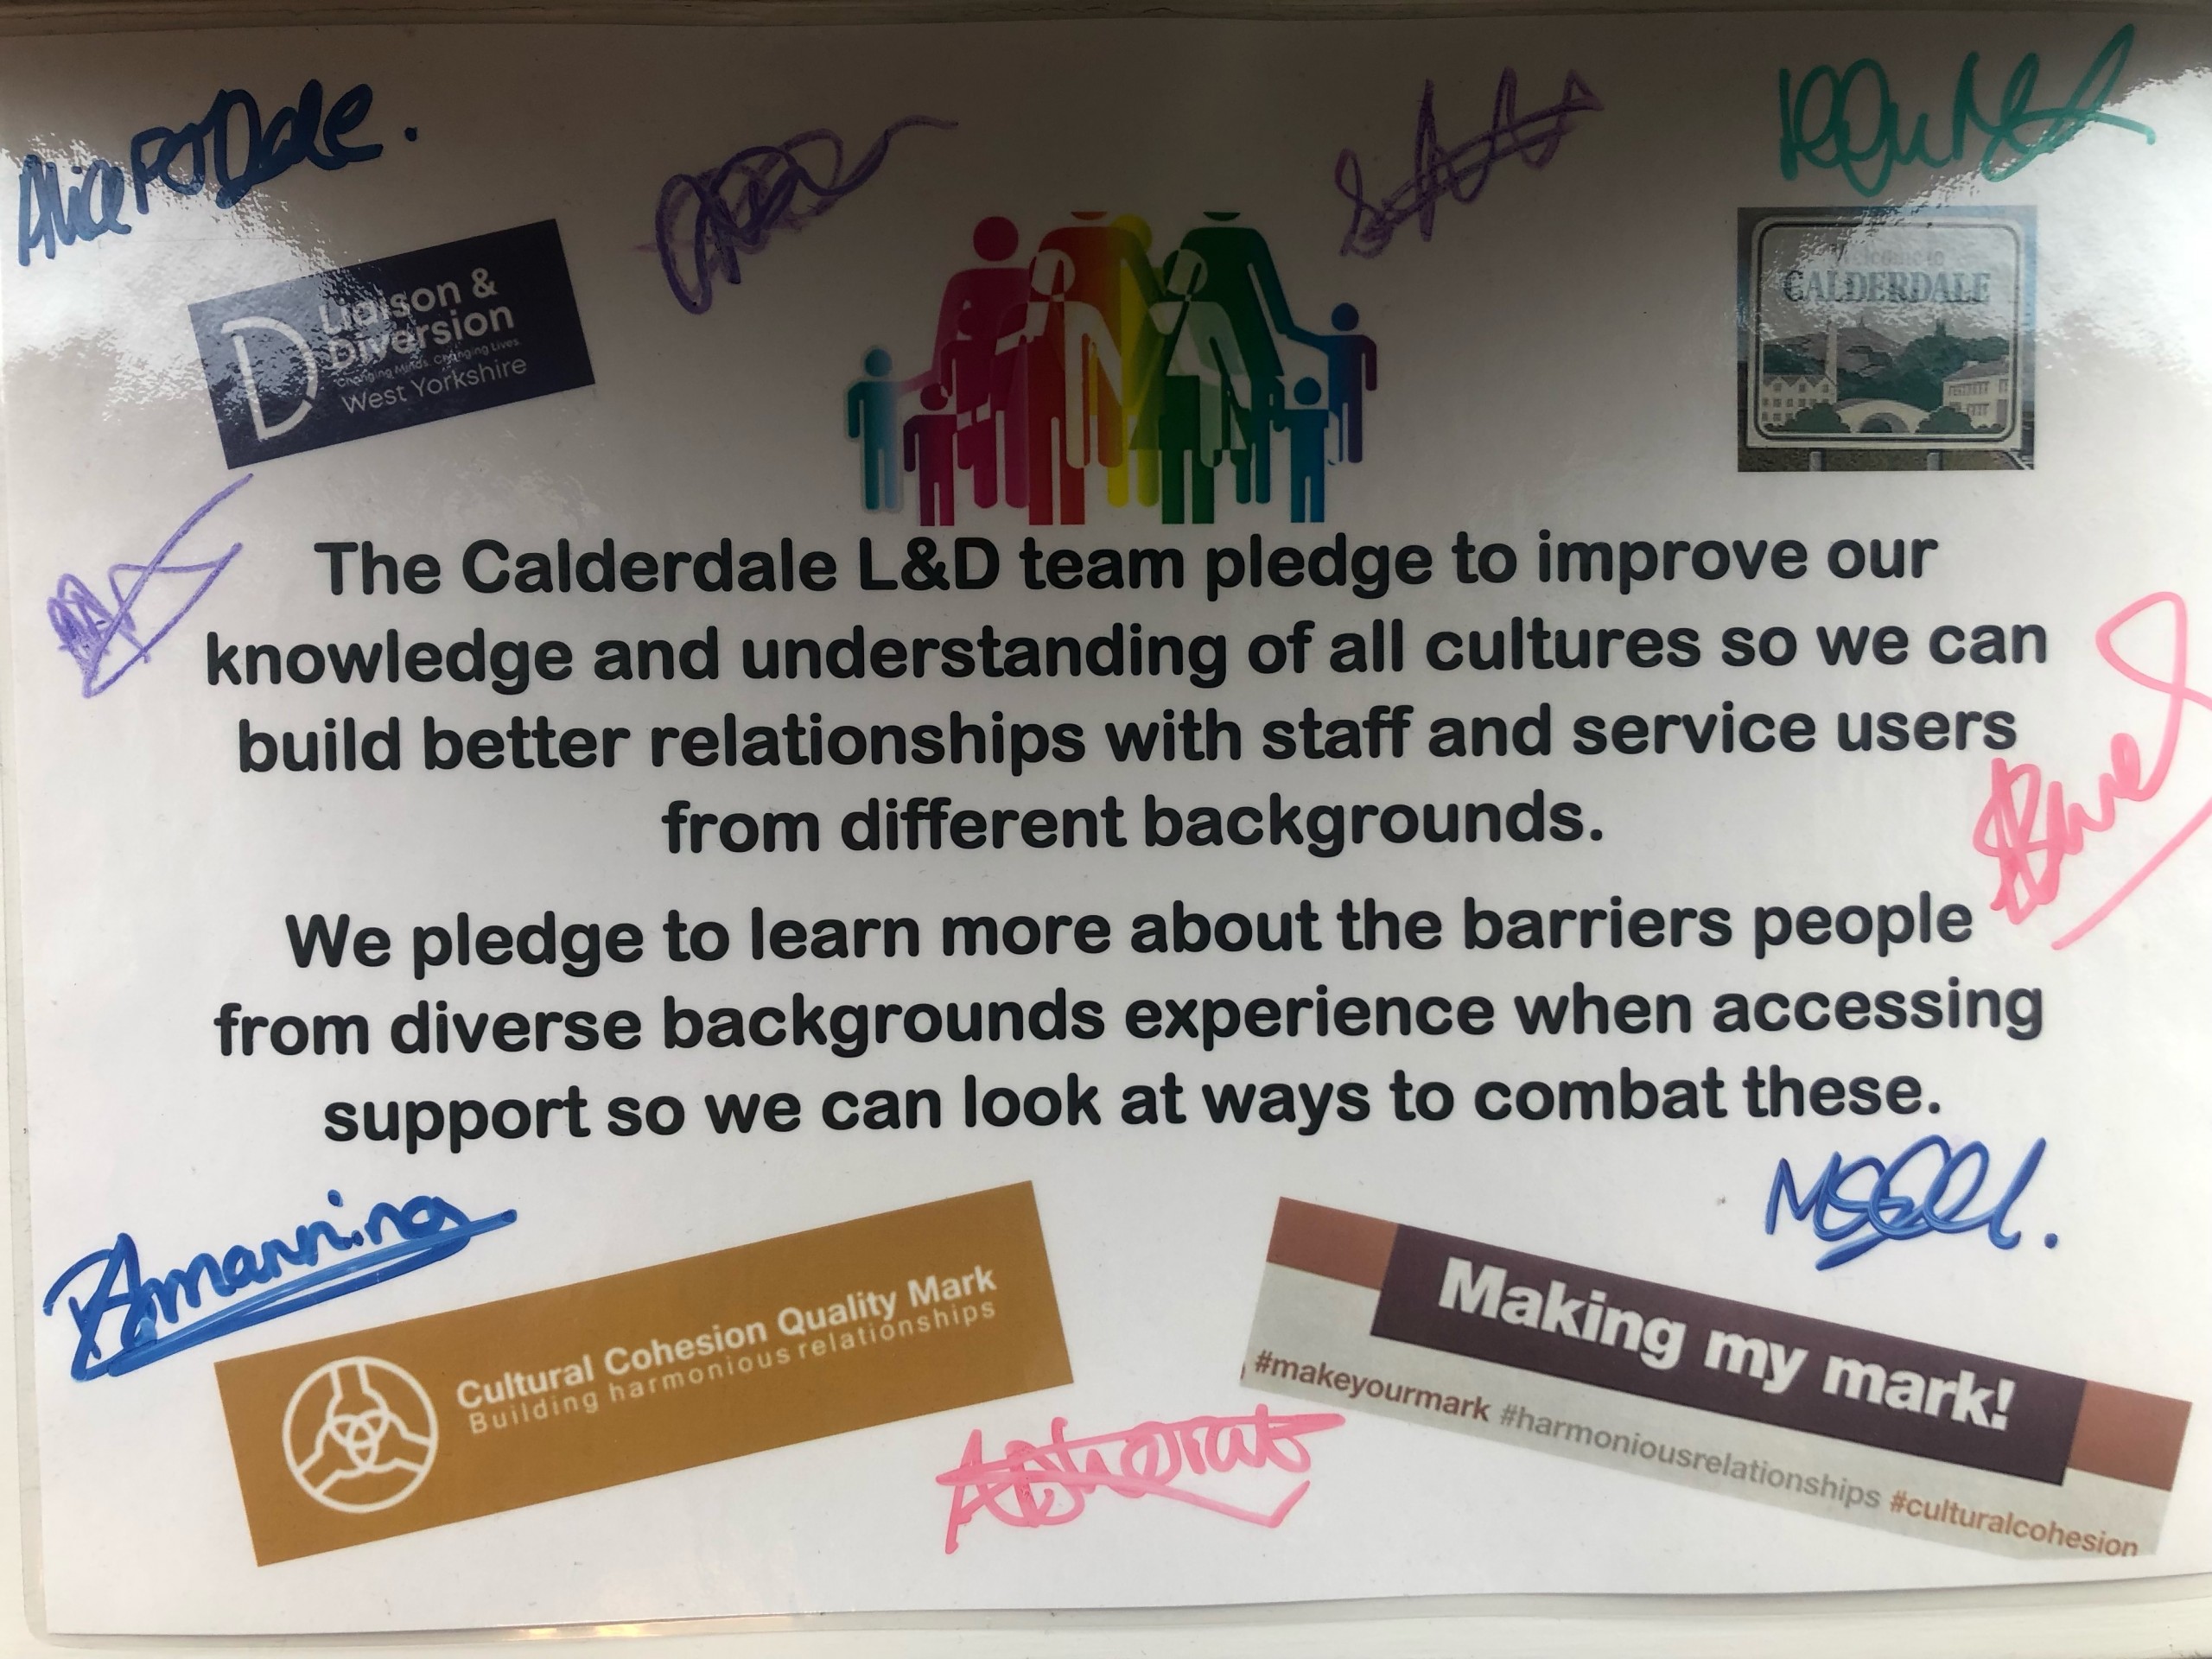 Alice FT Dale.
Liaison &
Diversion
Changing Minds. Changing Lives.
West Yorkshire
Welcome to
CALDERDALE
The Calderdale L&D team pledge to improve our
knowledge and understanding of all cultures so we can
build better relationships with staff and service users
from different backgrounds.
We pledge to learn more about the barriers people
from diverse backgrounds experience when accessing
support so we can look at ways to combat these.
manning
Cultural Cohesion Quality Mark
Building harmonious relationships
Making my mark!
#makeyourmark #harmoniousrelationships #culturalcohesion